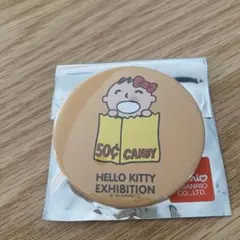 50¢ CANDY
HELLO KITTY
EXHIBITION
SANRIO
CO., LTD.